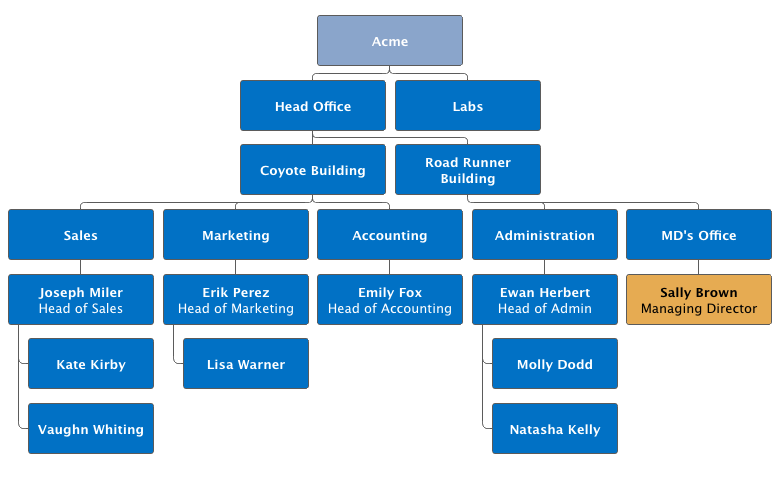 Acme
Head Office
Labs
Coyote Building
Road Runner
Building
Sales
Marketing
Accounting
Administration
MD's Office
Joseph Miler
Head of Sales
Erik Perez
Head of Marketing
Emily Fox
Head of Accounting
Ewan Herbert
Head of Admin
Sally Brown
Managing Director
Kate Kirby
Lisa Warner
Molly Dodd
Vaughn Whiting
Natasha Kelly